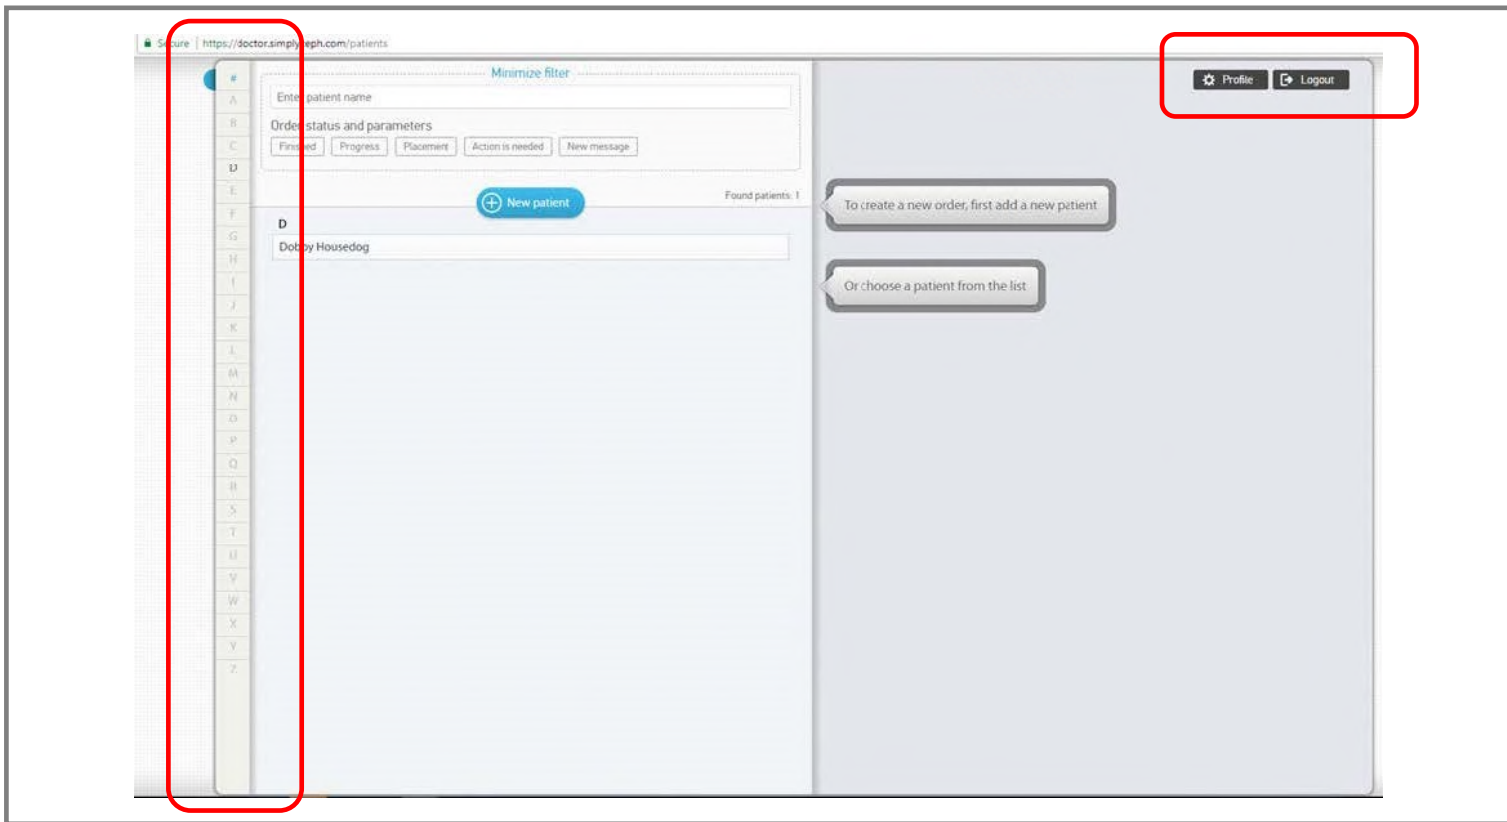 Secure | https://doctor.simplyceph.com/patients
#
A
B
C
D
E
F
G
H
I
J
K
L
M
N
O
P
Q
R
S
T
U
V
W
X
Y
Z
Minimize filter
Enter patient name
Order status and parameters
Finished Progress Placement Action is needed New message
New patient
Found patients: 1
D
Dobby Housedog
Profile Logout
To create a new order, first add a new patient
Or choose a patient from the list